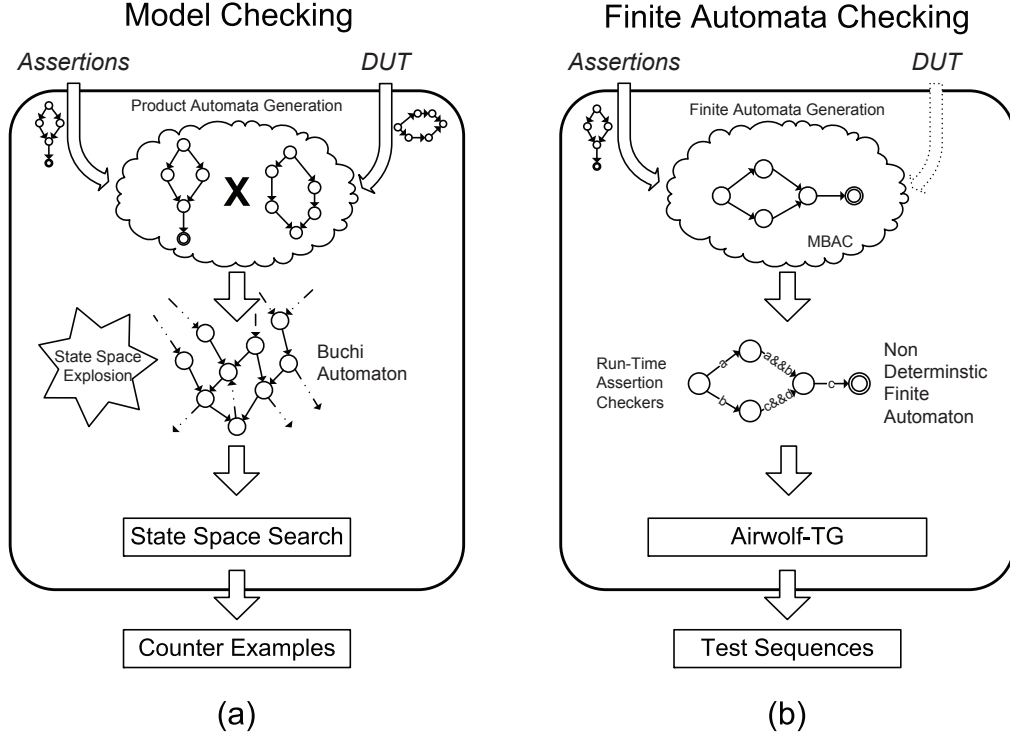 Model Checking
Assertions
DUT
Product Automata Generation
X
State Space
Explosion
Buchi
Automaton
State Space Search
Counter Examples
(a)
Finite Automata Checking
Assertions
DUT
Finite Automata Generation
MBAC
Run-Time
Assertion
Checkers
a
a&&b
b
c&&d
c
Non
Determinstic
Finite
Automaton
Airwolf-TG
Test Sequences
(b)